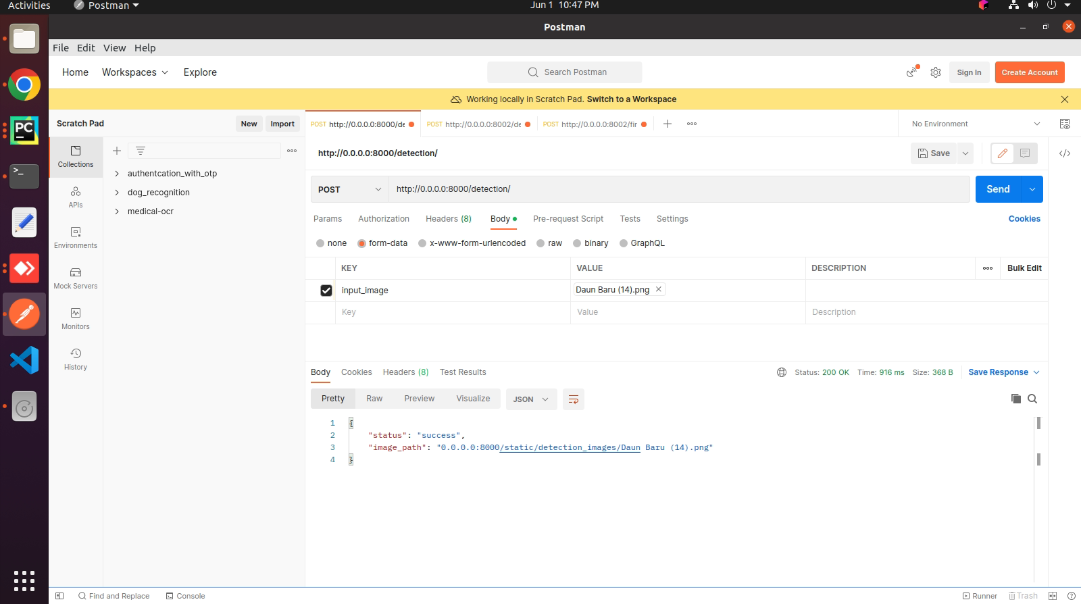 Activities Postman Jun 1 10:47 PM
Postman
File Edit View Help
Home Workspaces Explore Search Postman Sign In Create Account
Working locally in Scratch Pad. Switch to a Workspace
Scratch Pad New Import POST http://0.0.0.0:8000/de POST http://0.0.0.0:8002/de POST http://0.0.0.0:8002/fir No Environment
Collections
APIs
Environments
Mock Servers
Monitors
History
authentcation_with_otp
dog_recognition
medical-ocr
http://0.0.0.0:8000/detection/ Save
POST http://0.0.0.0:8000/detection/ Send
Params Authorization Headers (8) Body Pre-request Script Tests Settings Cookies
none form-data x-www-form-urlencoded raw binary GraphQL
KEY VALUE DESCRIPTION Bulk Edit
input_image Daun Baru (14).png
Key Value Description
Body Cookies Headers (8) Test Results Status: 200 OK Time: 916 ms Size: 368 B Save Response
Pretty Raw Preview Visualize JSON
1 {
2 "status": "success",
3 "image_path": "0.0.0.0:8000/static/detection_images/Daun Baru (14).png"
4 }
Find and Replace Console Runner Trash